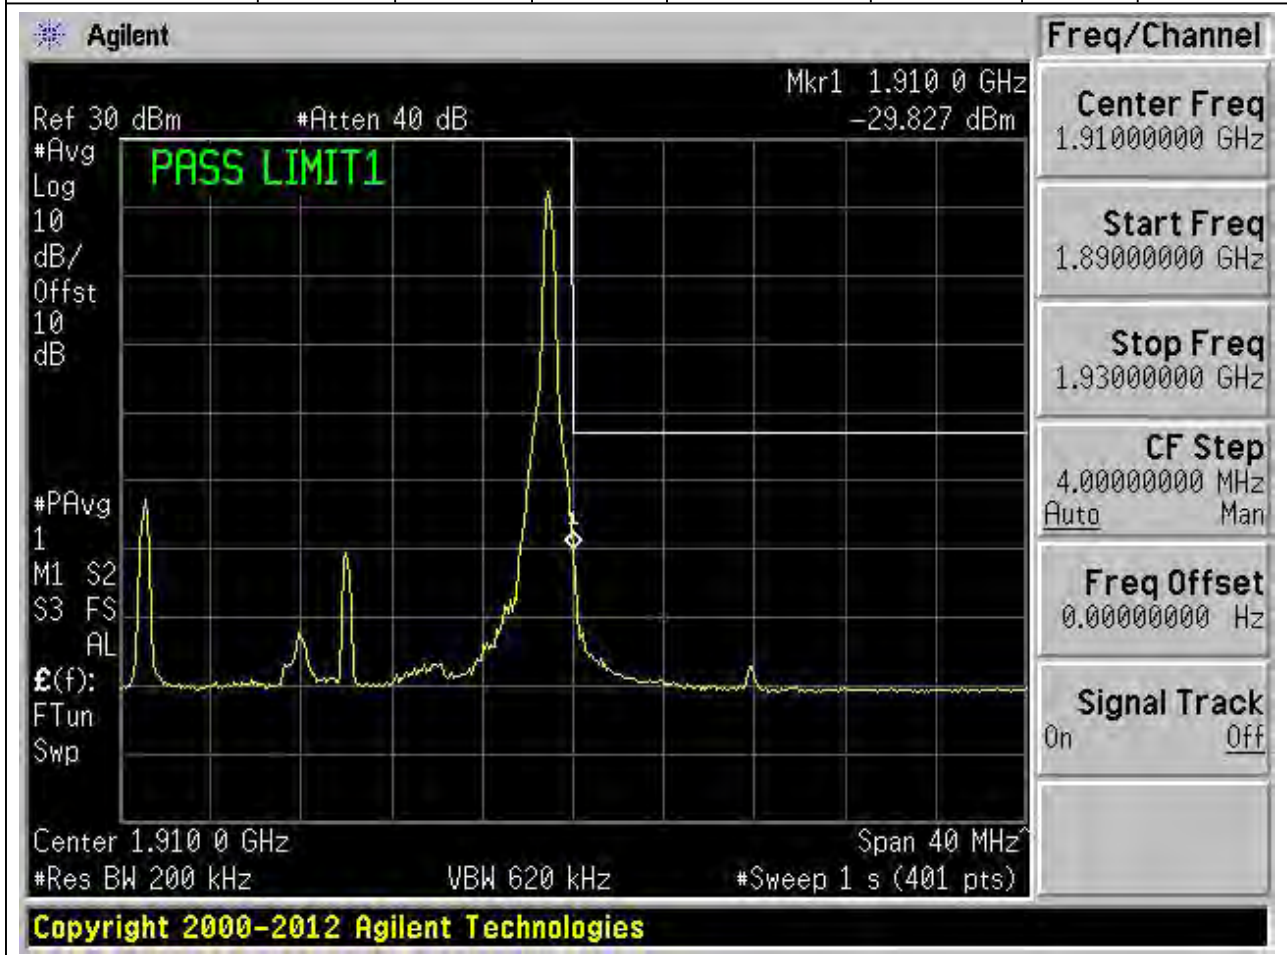 Agilent
Freq/Channel
Mkr1 1.910 0 GHz
Ref 30 dBm #Atten 40 dB -29.827 dBm
#Avg
Log
10
dB/
Offst
10
dB
PASS LIMIT1
#PAvg
1
M1 S2
S3 FS
AL
£(f):
FTun
Swp
1
Center 1.910 0 GHz Span 40 MHz^
#Res BW 200 kHz VBW 620 kHz #Sweep 1 s (401 pts)
Center Freq
1.91000000 GHz
Start Freq
1.89000000 GHz
Stop Freq
1.93000000 GHz
CF Step
4.00000000 MHz
Auto Man
Freq Offset
0.00000000 Hz
Signal Track
On Off
Copyright 2000-2012 Agilent Technologies